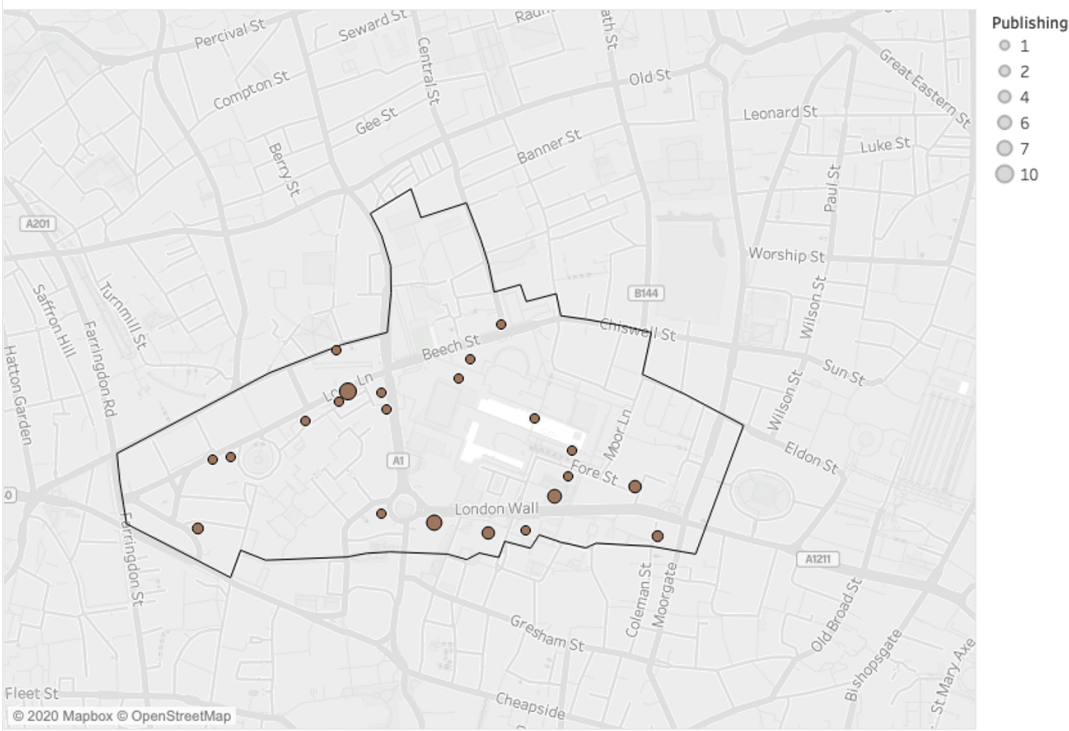 Publishing
1
2
4
6
7
10
Percival St
Seward St
Central St
Old St
Great Eastern St
Compton St
Gee St
Leonard St
Banner St
Luke St
Berry St
Paul St
A201
Worship St
Saffron Hill
Turnmill St
B144
Wilson St
Farringdon Rd
Chiswell St
Hatton Garden
Beech St
Sun St
Wilson St
Moor Ln
Eldon St
A1
Fore St
London Wall
Farringdon St
A1211
Coleman St
Moorgate
Old Broad St
Gresham St
Bishopsgate
St Mary Axe
Fleet St
Cheapside
© 2020 Mapbox © OpenStreetMap